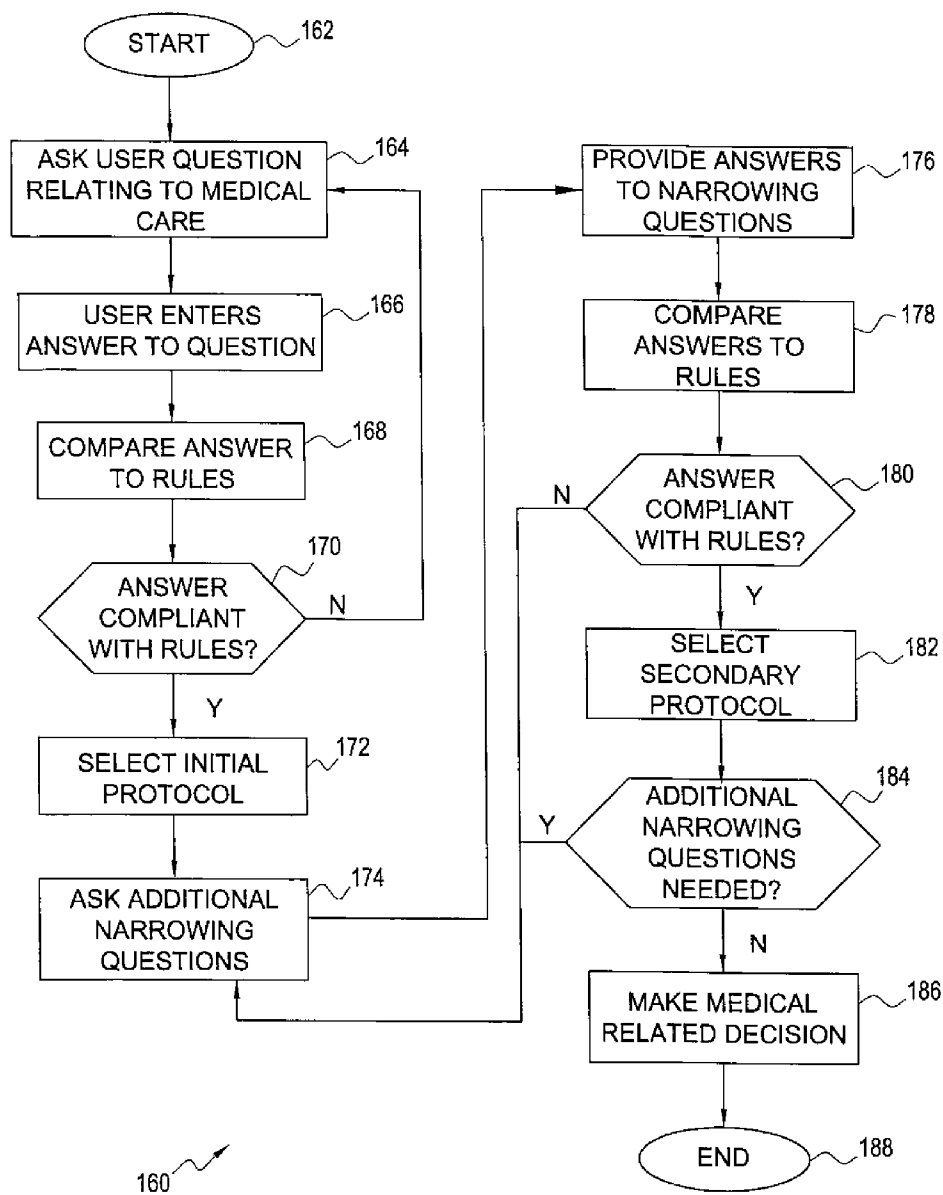 START
162
ASK USER QUESTION
RELATING TO MEDICAL
CARE
164
USER ENTERS
ANSWER TO QUESTION
166
COMPARE ANSWER
TO RULES
168
ANSWER
COMPLIANT
WITH RULES?
170
N
Y
SELECT INITIAL
PROTOCOL
172
ASK ADDITIONAL
NARROWING
QUESTIONS
174
PROVIDE ANSWERS
TO NARROWING
QUESTIONS
176
COMPARE
ANSWERS TO
RULES
178
ANSWER
COMPLIANT
WITH RULES?
180
N
Y
SELECT
SECONDARY
PROTOCOL
182
ADDITIONAL
NARROWING
QUESTIONS
NEEDED?
184
Y
N
MAKE MEDICAL
RELATED DECISION
186
END
188
160